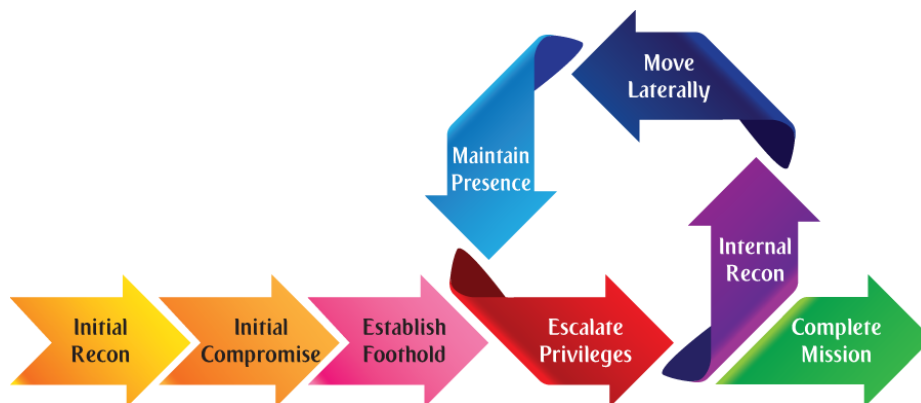 Initial
Recon
Initial
Compromise
Establish
Foothold
Escalate
Privileges
Internal
Recon
Move
Laterally
Maintain
Presence
Complete
Mission